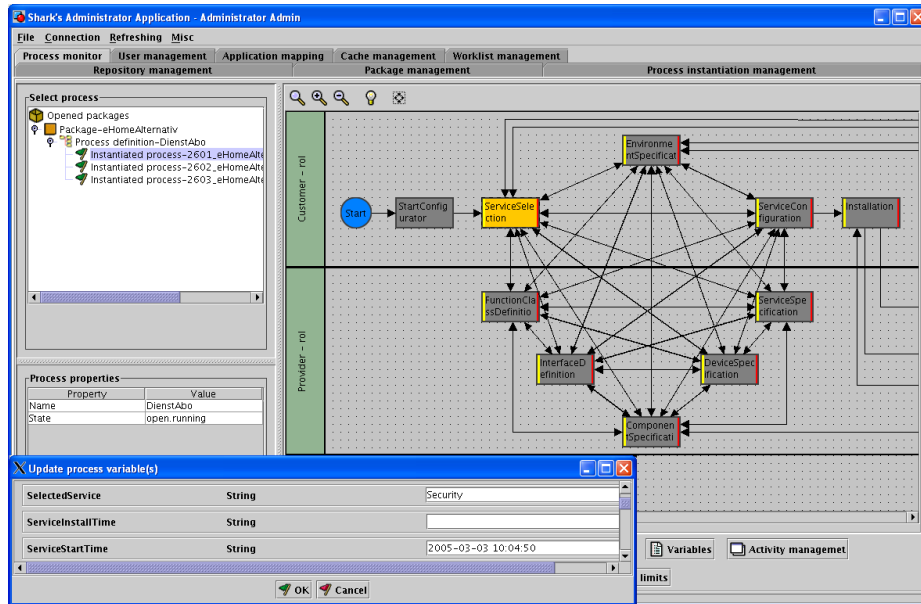 Shark's Administrator Application - Administrator Admin
File Connection Refreshing Misc
Process monitor User management Application mapping Cache management Worklist management
Repository management Package management Process instantiation management
Select process
Opened packages
Package-eHomeAlternativ
Process definition-DienstAbo
Instantiated process-2601_eHomeAlte
Instantiated process-2602_eHomeAlte
Instantiated process-2603_eHomeAlte
Process properties
Property Value
Name DienstAbo
State open.running
Customer - rol
Provider - rol
Environme
ntSpecificat
Start
StartConfig
urator
ServiceSele
ction
ServiceCon
figuration
Installation
FunctionCla
ssDefinitio
ServiceSpe
cification
InterfaceD
efinition
DeviceSpec
ification
Componen
tSpecificati
Update process variable(s)
SelectedService String Security
ServiceInstallTime String
ServiceStartTime String 2005-03-03 10:04:50
OK Cancel
Variables Activity managemet
limits